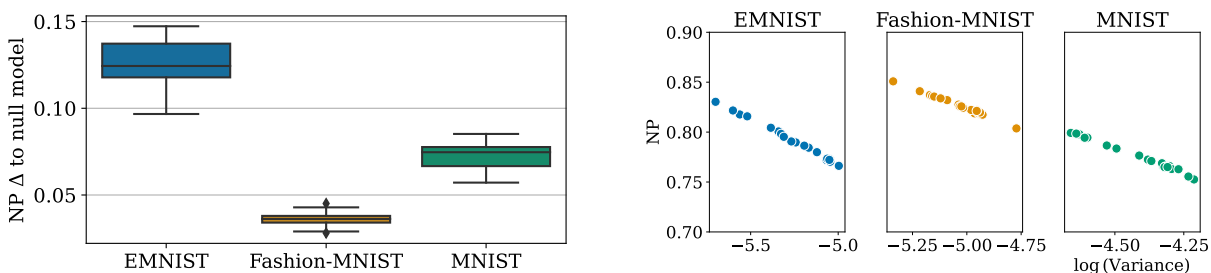 NP Δ to null model
0.15
0.10
0.05
EMNIST Fashion-MNIST MNIST
EMNIST Fashion-MNIST MNIST
NP
0.90
0.85
0.80
0.75
0.70
−5.5 −5.0 −5.25 −5.00 −4.75 −4.50 −4.25
log (Variance)